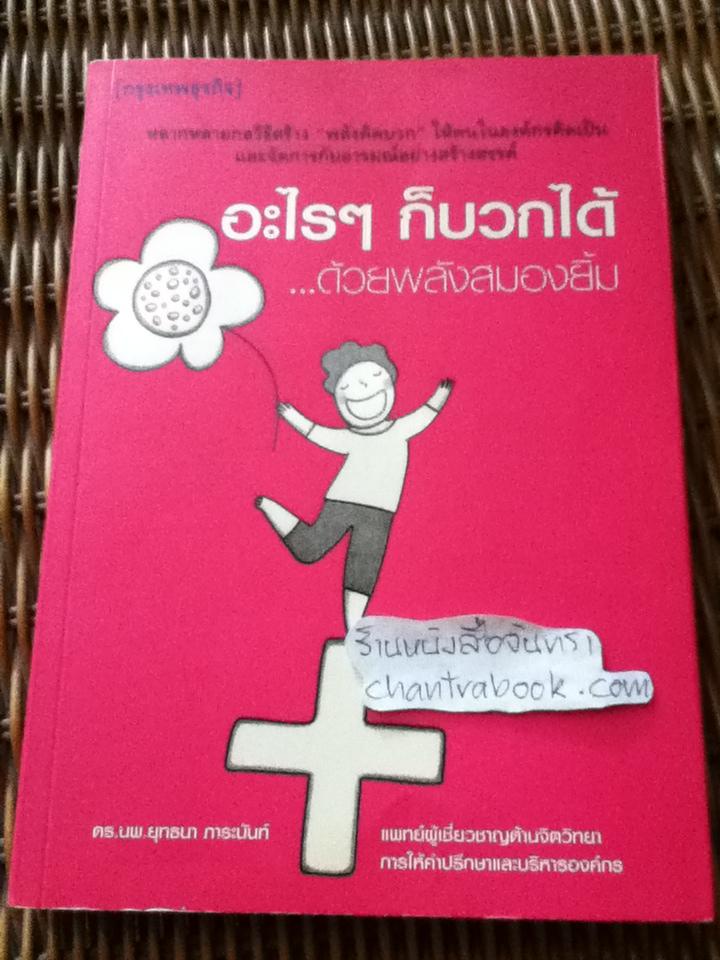 [กรุงเทพธุรกิจ]
หลากหลายกลวิธีสร้าง "พลังคิดบวก" ให้คนในองค์กรคิดเป็น
และจัดการกับอารมณ์อย่างสร้างสรรค์
อะไรๆ ก็บวกได้
...ด้วยพลังสมองยิ้ม
ร้านหนังสือจันทรา
chantrabook.com
ดร.นพ.ยุทธนา ภาระนันท์
แพทย์ผู้เชี่ยวชาญด้านจิตวิทยา
การให้คำปรึกษาและบริหารองค์กร